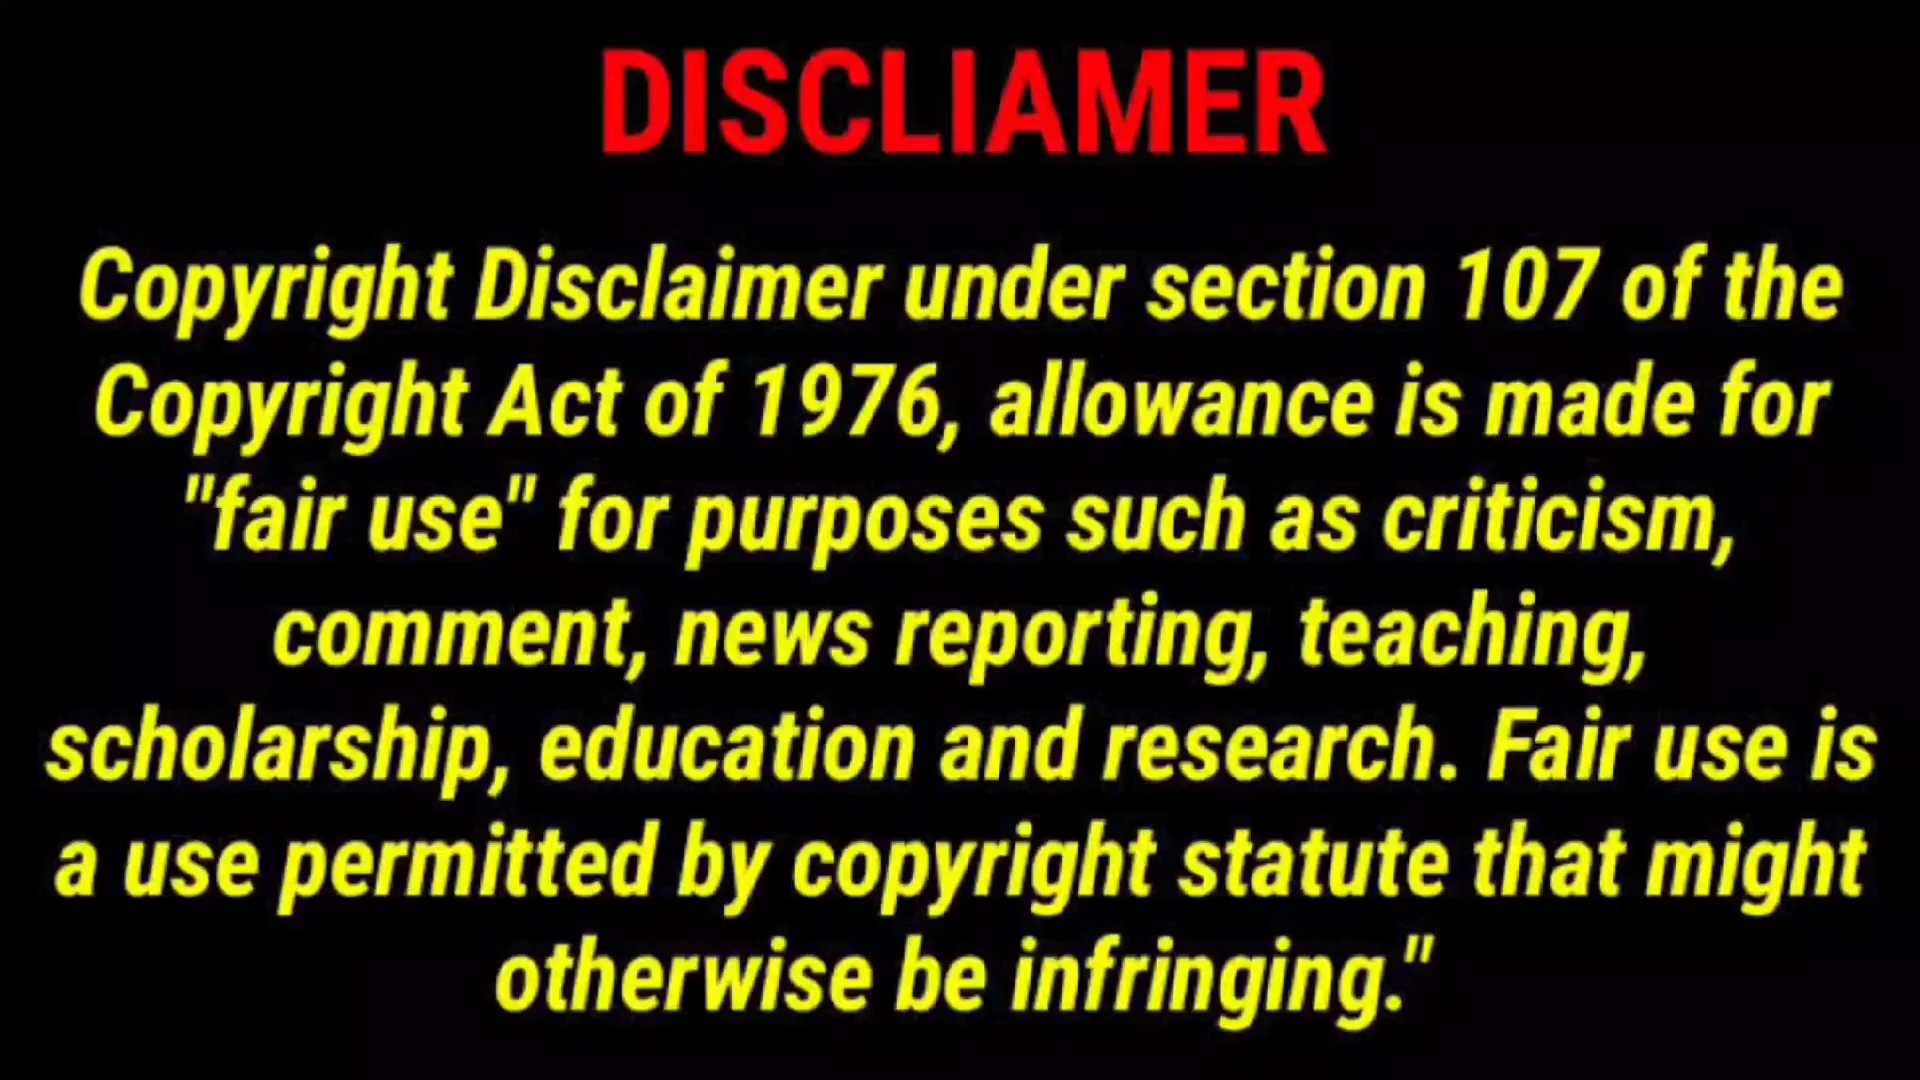 DISCLIAMER
Copyright Disclaimer under section 107 of the
Copyright Act of 1976, allowance is made for
"fair use" for purposes such as criticism,
comment, news reporting, teaching,
scholarship, education and research. Fair use is
a use permitted by copyright statute that might
otherwise be infringing."